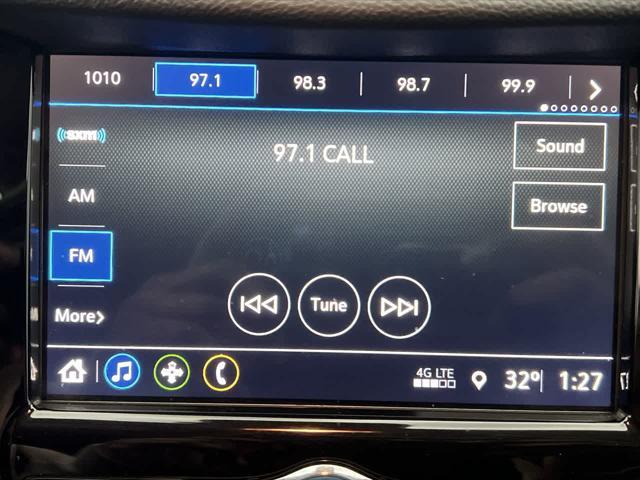 1010 97.1 98.3 98.7 99.9
((sxm))
97.1 CALL
Sound
AM
Browse
FM
More
Tune
4G LTE
32° 1:27